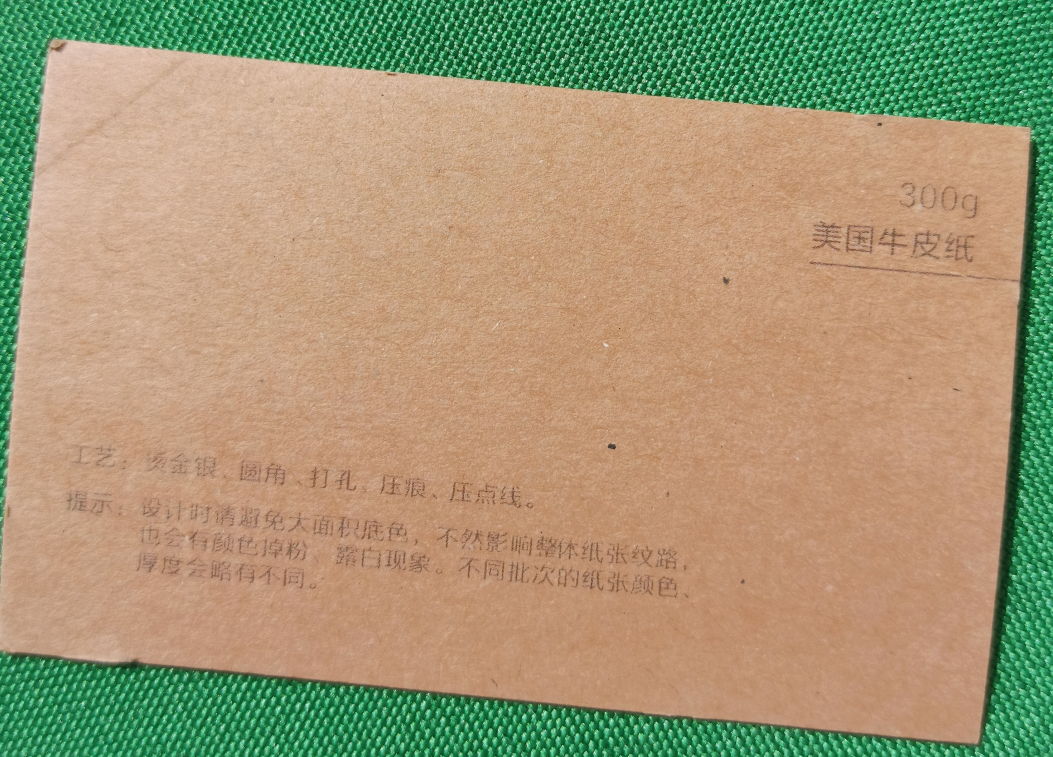 300g
美国牛皮纸
工艺：烫金银、圆角、打孔、压痕、压点线。
提示：设计时请避免大面积底色，不然影响整体纸张纹路，
也会有颜色掉粉、露白现象。不同批次的纸张颜色、
厚度会略有不同。